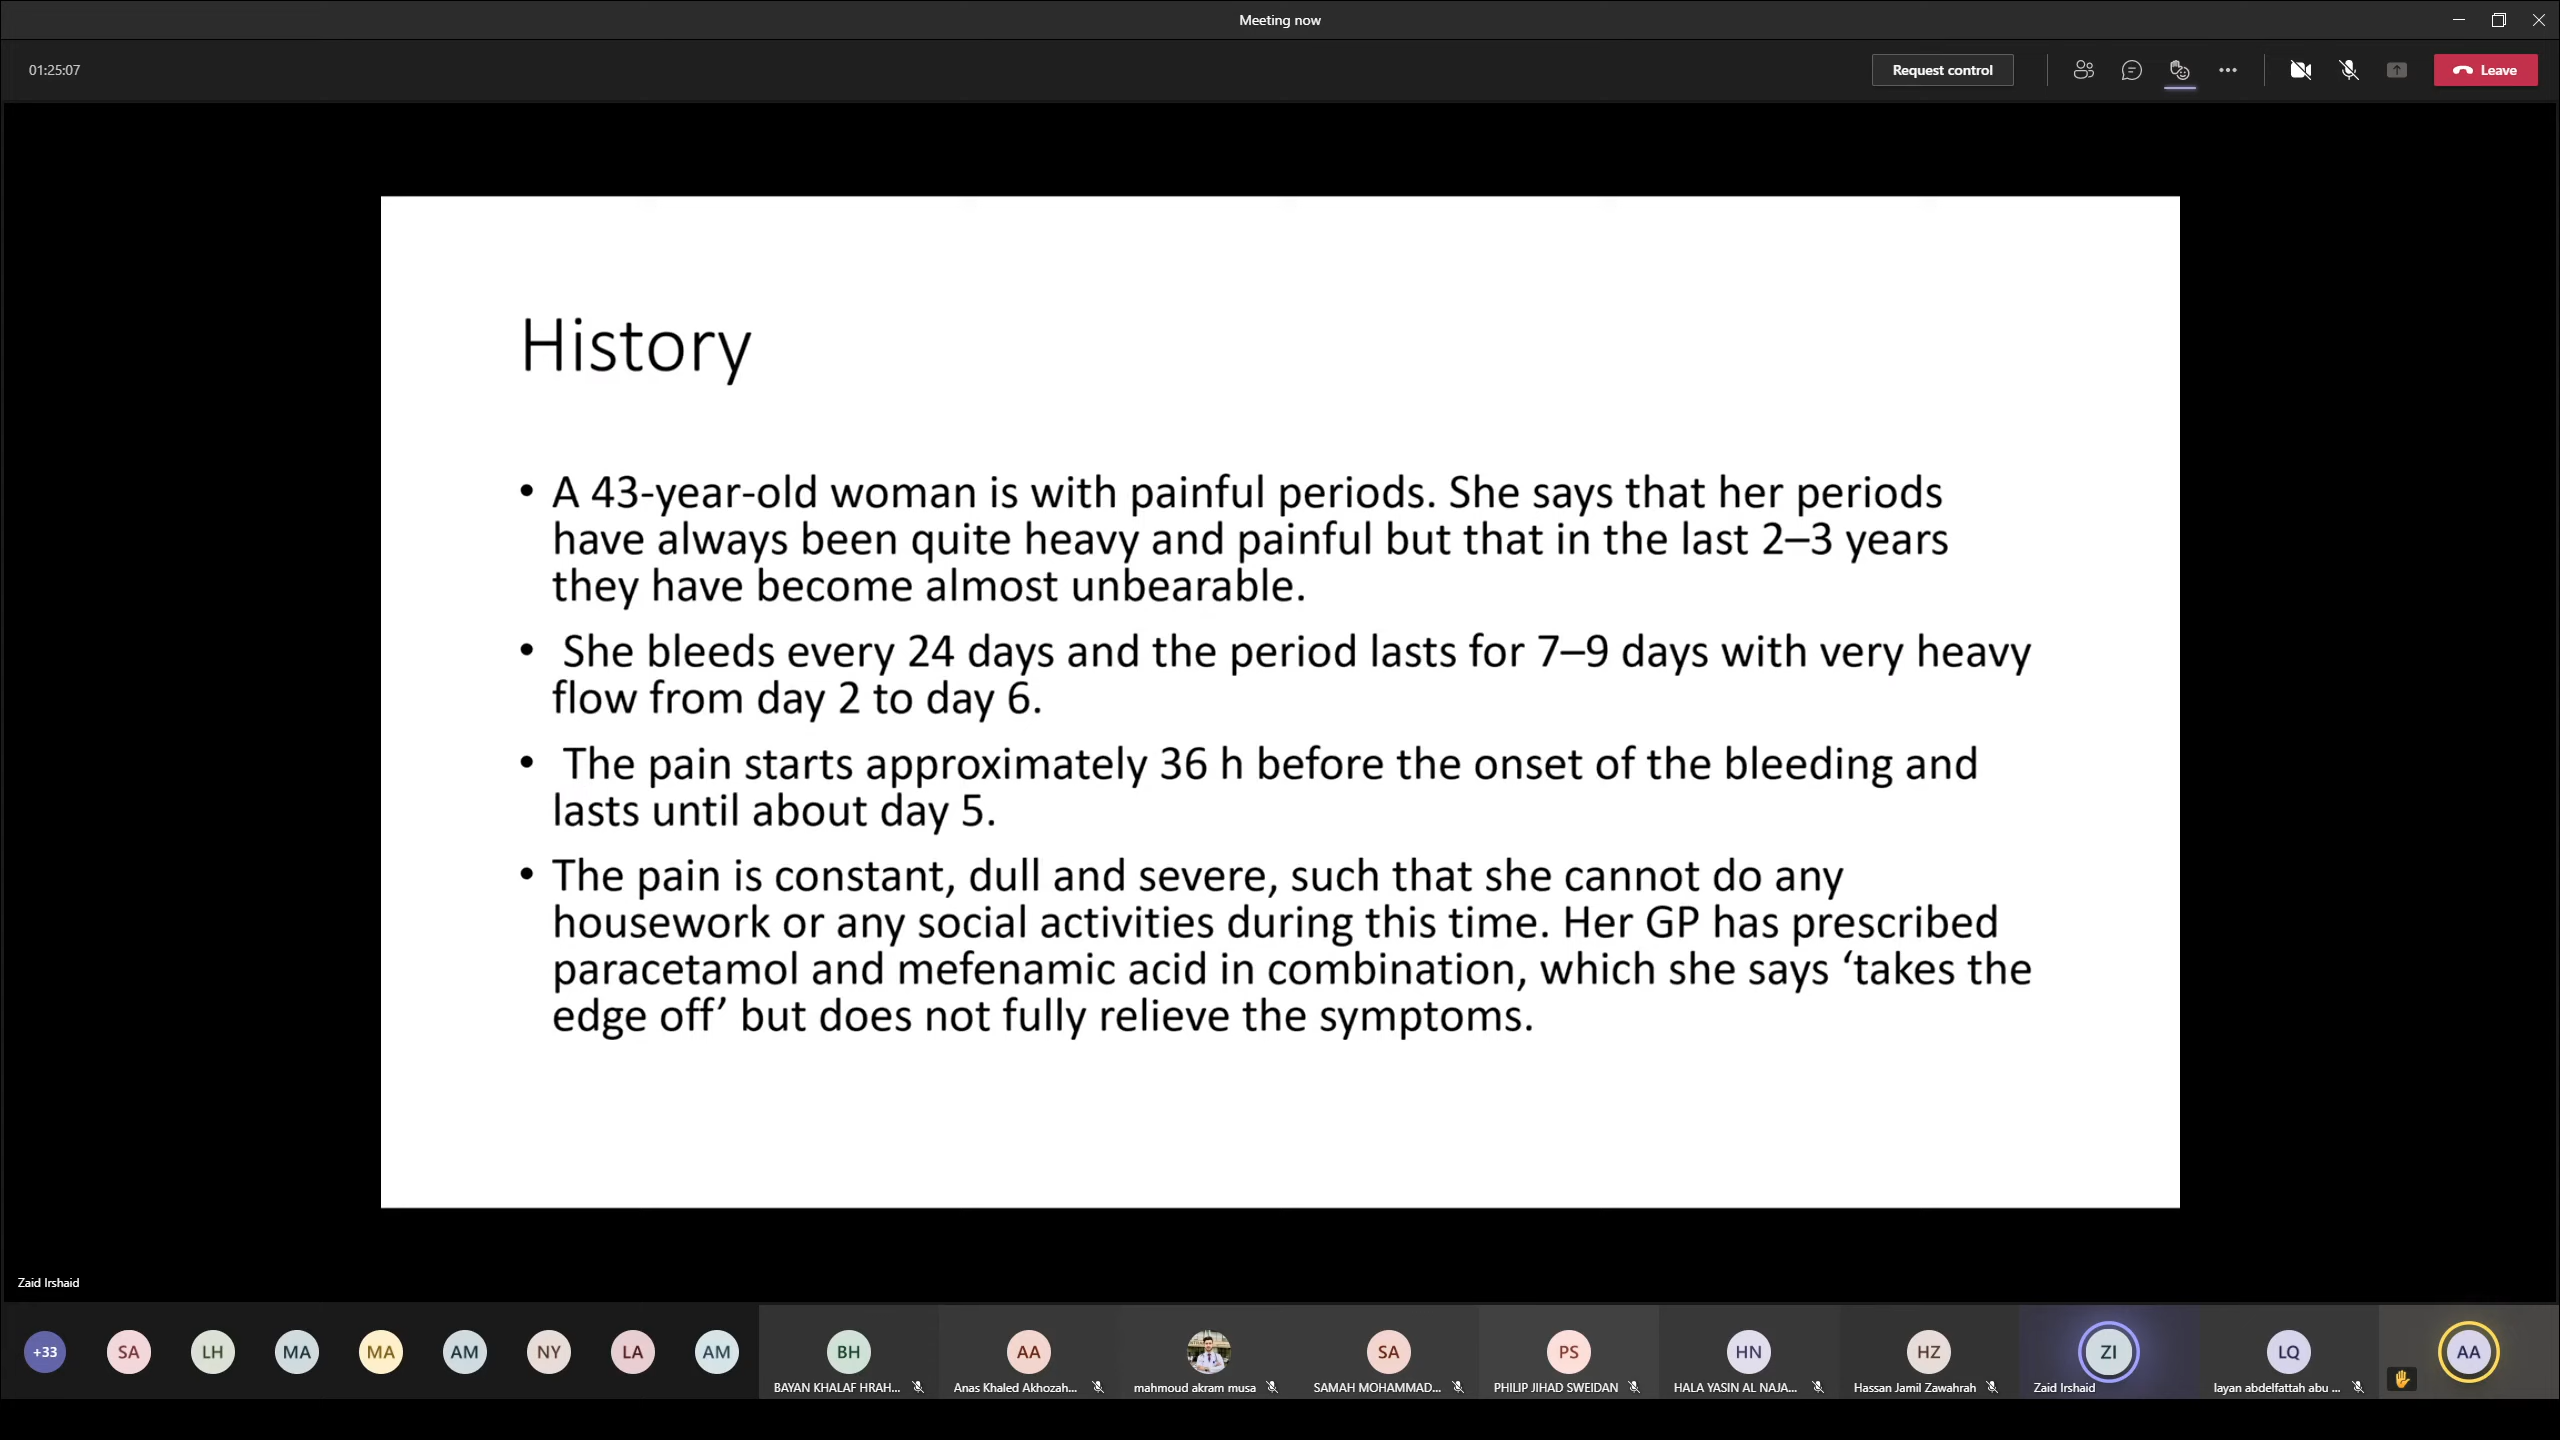 Meeting now
01:25:07
Request control
Leave
History
• A 43-year-old woman is with painful periods. She says that her periods
have always been quite heavy and painful but that in the last 2–3 years
they have become almost unbearable.
• She bleeds every 24 days and the period lasts for 7–9 days with very heavy
flow from day 2 to day 6.
• The pain starts approximately 36 h before the onset of the bleeding and
lasts until about day 5.
• The pain is constant, dull and severe, such that she cannot do any
housework or any social activities during this time. Her GP has prescribed
paracetamol and mefenamic acid in combination, which she says ‘takes the
edge off’ but does not fully relieve the symptoms.
Zaid Irshaid
+33 SA LH MA MA AM NY LA AM BH AA SA PS HN HZ ZI LQ AA
BAYAN KHALAF HRAH... Anas Khaled Akhozah... mahmoud akram musa SAMAH MOHAMMAD... PHILIP JIHAD SWEIDAN HALA YASIN AL NAJA... Hassan Jamil Zawahrah Zaid Irshaid layan abdelfattah abu ...